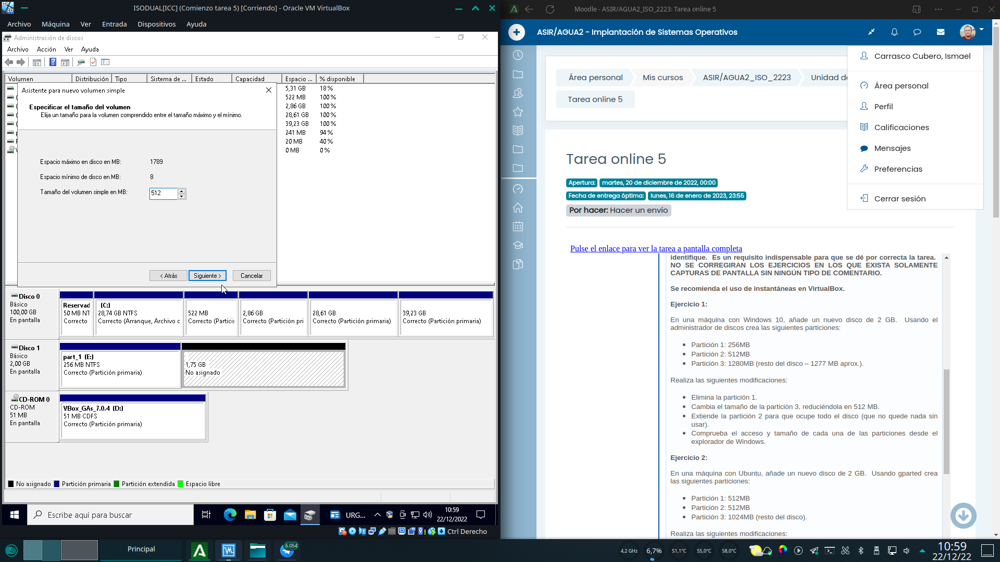 ISODUAL[ICC] (Comienzo tarea 5) [Corriendo] - Oracle VM VirtualBox
Archivo Máquina Ver Entrada Dispositivos Ayuda
Administración de discos
Archivo Acción Ver Ayuda
Volumen Distribución Tipo Sistema de ... Estado Capacidad Espacio ... % disponible
5,31 GB 18 %
522 MB 100 %
2,86 GB 100 %
28,61 GB 100 %
39,23 GB 100 %
241 MB 94 %
20 MB 40 %
0 MB 0 %
Asistente para nuevo volumen simple
Especificar el tamaño del volumen
Elija un tamaño para la volumen comprendido entre el tamaño máximo y el mínimo.
Espacio máximo en disco en MB: 1789
Espacio mínimo de disco en MB: 8
Tamaño del volumen simple en MB: 512
< Atrás Siguiente > Cancelar
Disco 0
Básico
100,00 GB
En pantalla
Reservad
50 MB NT
Correcto
(C:)
28,74 GB NTFS
Correcto (Arranque, Archivo c
522 MB
Correcto (Partic
2,86 GB
Correcto (Partición pri
28,61 GB
Correcto (Partición primaria)
39,23 GB
Correcto (Partición primaria)
Disco 1
Básico
2,00 GB
En pantalla
part_1 (E:)
256 MB NTFS
Correcto (Partición primaria)
1,75 GB
No asignado
CD-ROM 0
CD-ROM
51 MB
En pantalla
VBox_GAs_7.0.4 (D:)
51 MB CDFS
Correcto (Partición primaria)
No asignado Partición primaria Partición extendida Espacio libre
Escribe aquí para buscar
URG...
10:59
22/12/2022
Ctrl Derecho
Moodle - ASIR/AGUA2_ISO_2223: Tarea online 5
ASIR/AGUA2 - Implantación de Sistemas Operativos
Área personal Mis cursos ASIR/AGUA2_ISO_2223 Unidad de
Tarea online 5
Carrasco Cubero, Ismael
Área personal
Perfil
Calificaciones
Mensajes
Preferencias
Cerrar sesión
Tarea online 5
Apertura: martes, 20 de diciembre de 2022, 00:00
Fecha de entrega óptima: lunes, 16 de enero de 2023, 23:55
Por hacer: Hacer un envío
Pulse el enlace para ver la tarea a pantalla completa
identifique. Es un requisito indispensable para que se dé por correcta la tarea.
NO SE CORREGIRAN LOS EJERCICIOS EN LOS QUE EXISTA SOLAMENTE
CAPTURAS DE PANTALLA SIN NINGÚN TIPO DE COMENTARIO.
Se recomienda el uso de instantáneas en VirtualBox.
Ejercicio 1:
En una máquina con Windows 10, añade un nuevo disco de 2 GB. Usando el
administrador de discos crea las siguientes particiones:
Partición 1: 256MB
Partición 2: 512MB
Partición 3: 1280MB (resto del disco – 1277 MB aprox.).
Realiza las siguientes modificaciones:
Elimina la partición 1.
Cambia el tamaño de la partición 3, reduciéndola en 512 MB.
Extiende la partición 2 para que ocupe todo el disco (que no quede nada sin
usar).
Comprueba el acceso y tamaño de cada una de las particiones desde el
explorador de Windows.
Ejercicio 2:
En una máquina con Ubuntu, añade un nuevo disco de 2 GB. Usando gparted crea
las siguientes particiones:
Partición 1: 512MB
Partición 2: 512MB
Partición 3: 1024MB (resto del disco).
Realiza las siguientes modificaciones:
Principal
6.054
4,2 GHz 6,7% 51,1°C 55,0°C 58,0°C
10:59
22/12/22